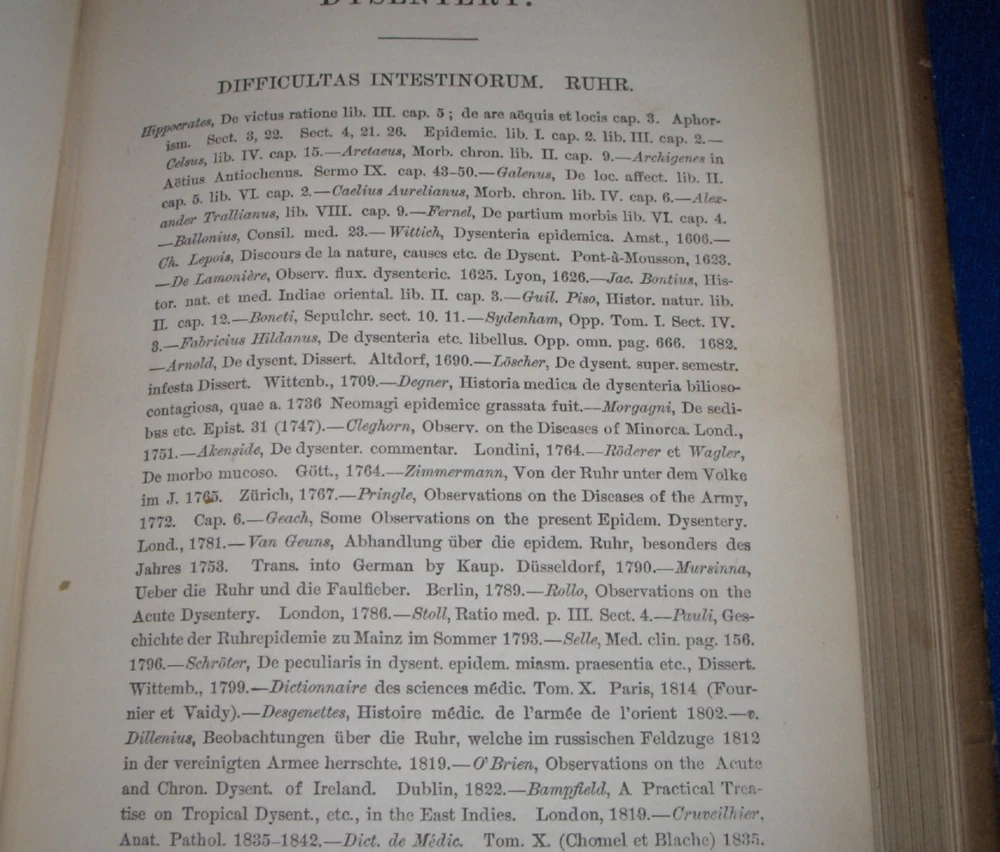 DYSENTERY.
DIFFICULTAS INTESTINORUM. RUHR.
Hippocrates, De victus ratione lib. III. cap. 5; de are aëquis et locis cap. 3. Aphor-
ism. Sect. 3, 22. Sect. 4, 21. 26. Epidemic. lib. I. cap. 2. lib. III. cap. 2.—
Celsus, lib. IV. cap. 15.—Aretaeus, Morb. chron. lib. II. cap. 9.—Archigenes in
Aëtius Antiochenus. Sermo IX. cap. 43-50.—Galenus, De loc. affect. lib. II.
cap. 5. lib. VI. cap. 2.—Caelius Aurelianus, Morb. chron. lib. IV. cap. 6.—Alex-
ander Trallianus, lib. VIII. cap. 9.—Fernel, De partium morbis lib. VI. cap. 4.
—Ballonius, Consil. med. 23.—Wittich, Dysenteria epidemica. Amst., 1606.—
Ch. Lepois, Discours de la nature, causes etc. de Dysent. Pont-à-Mousson, 1623.
—De Lamonière, Observ. flux. dysenteric. 1625. Lyon, 1626.—Jac. Bontius, His-
tor. nat. et med. Indiae oriental. lib. II. cap. 3.—Guil. Piso, Histor. natur. lib.
II. cap. 12.—Boneti, Sepulchr. sect. 10. 11.—Sydenham, Opp. Tom. I. Sect. IV.
3.—Fabricius Hildanus, De dysenteria etc. libellus. Opp. omn. pag. 666. 1682.
—Arnold, De dysent. Dissert. Altdorf, 1690.—Löscher, De dysent. super. semestr.
infesta Dissert. Wittenb., 1709.—Degner, Historia medica de dysenteria bilioso-
contagiosa, quae a. 1736 Neomagi epidemice grassata fuit.—Morgagni, De sedi-
bus etc. Epist. 31 (1747).—Cleghorn, Observ. on the Diseases of Minorca. Lond.,
1751.—Akenside, De dysenter. commentar. Londini, 1764.—Röderer et Wagler,
De morbo mucoso. Gött., 1764.—Zimmermann, Von der Ruhr unter dem Volke
im J. 1765. Zürich, 1767.—Pringle, Observations on the Diseases of the Army,
1772. Cap. 6.—Geach, Some Observations on the present Epidem. Dysentery.
Lond., 1781.—Van Geuns, Abhandlung über die epidem. Ruhr, besonders des
Jahres 1753. Trans. into German by Kaup. Düsseldorf, 1790.—Mursinna,
Ueber die Ruhr und die Faulfieber. Berlin, 1789.—Rollo, Observations on the
Acute Dysentery. London, 1786.—Stoll, Ratio med. p. III. Sect. 4.—Pauli, Ges-
chichte der Ruhrepidemie zu Mainz im Sommer 1793.—Selle, Med. clin. pag. 156.
1796.—Schröter, De peculiaris in dysent. epidem. miasm. praesentia etc., Dissert.
Wittemb., 1799.—Dictionnaire des sciences médic. Tom. X. Paris, 1814 (Four-
nier et Vaidy).—Desgenettes, Histoire médic. de l'armée de l'orient 1802.—v.
Dillenius, Beobachtungen über die Ruhr, welche im russischen Feldzuge 1812
in der vereinigten Armee herrschte. 1819.—O'Brien, Observations on the Acute
and Chron. Dysent. of Ireland. Dublin, 1822.—Bampfield, A Practical Trea-
tise on Tropical Dysent., etc., in the East Indies. London, 1819.—Cruveilhier,
Anat. Pathol. 1835-1842.—Dict. de Médic. Tom. X. (Chomel et Blache) 1835.